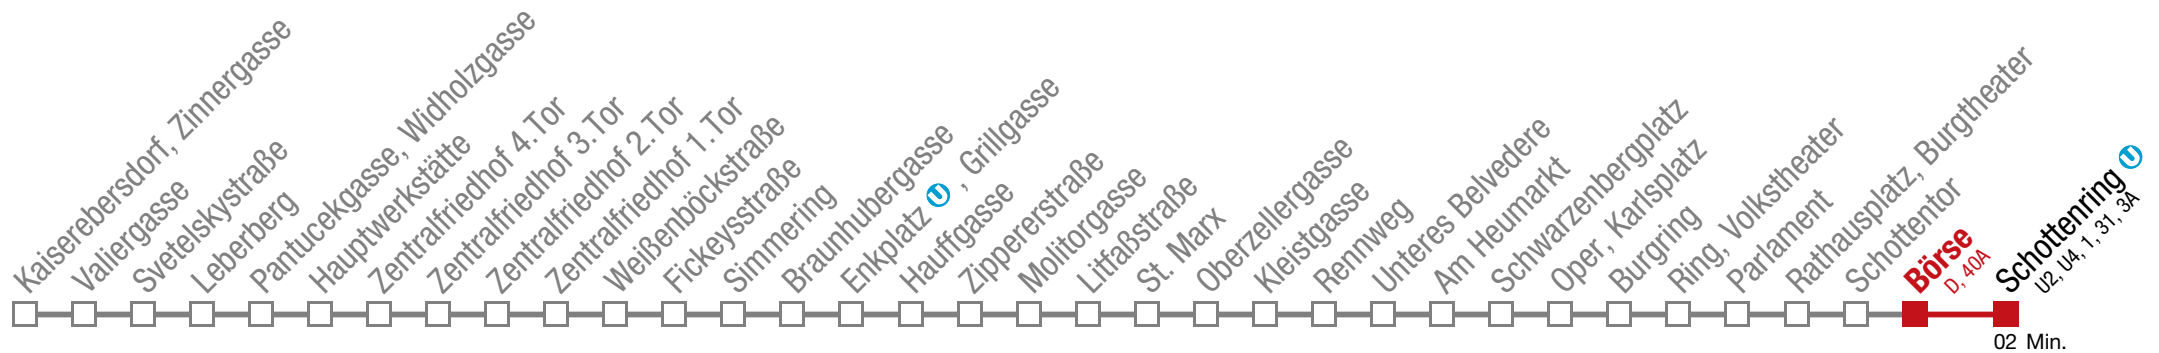 Kaiserebersdorf, Zinnergasse
Valiergasse
Svetelskystraße
Leberberg
Pantucekgasse, Widholzgasse
Hauptwerkstätte
Zentralfriedhof 4.Tor
Zentralfriedhof 3.Tor
Zentralfriedhof 2.Tor
Zentralfriedhof 1.Tor
Weißenböckstraße
Fickeysstraße
Simmering
Braunhubergasse
Enkplatz U , Grillgasse
Hauffgasse
Zippererstraße
Molitorgasse
Litfaßstraße
St. Marx
Oberzellergasse
Kleistgasse
Rennweg
Unteres Belvedere
Am Heumarkt
Schwarzenbergplatz
Oper, Karlsplatz
Burgring
Ring, Volkstheater
Parlament
Rathausplatz, Burgtheater
Schottentor
Börse
D, 40A
Schottenring U
U2, U4, 1, 31, 3A
02 Min.